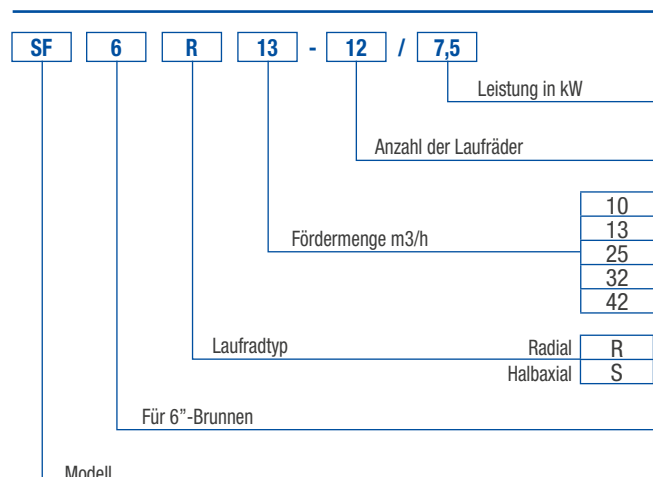 SF 6 R 13 - 12 / 7,5
Leistung in kW
Anzahl der Laufräder
10
13
Fördermenge m3/h
25
32
42
Laufradtyp Radial R
Halbaxial S
Für 6”-Brunnen
Modell